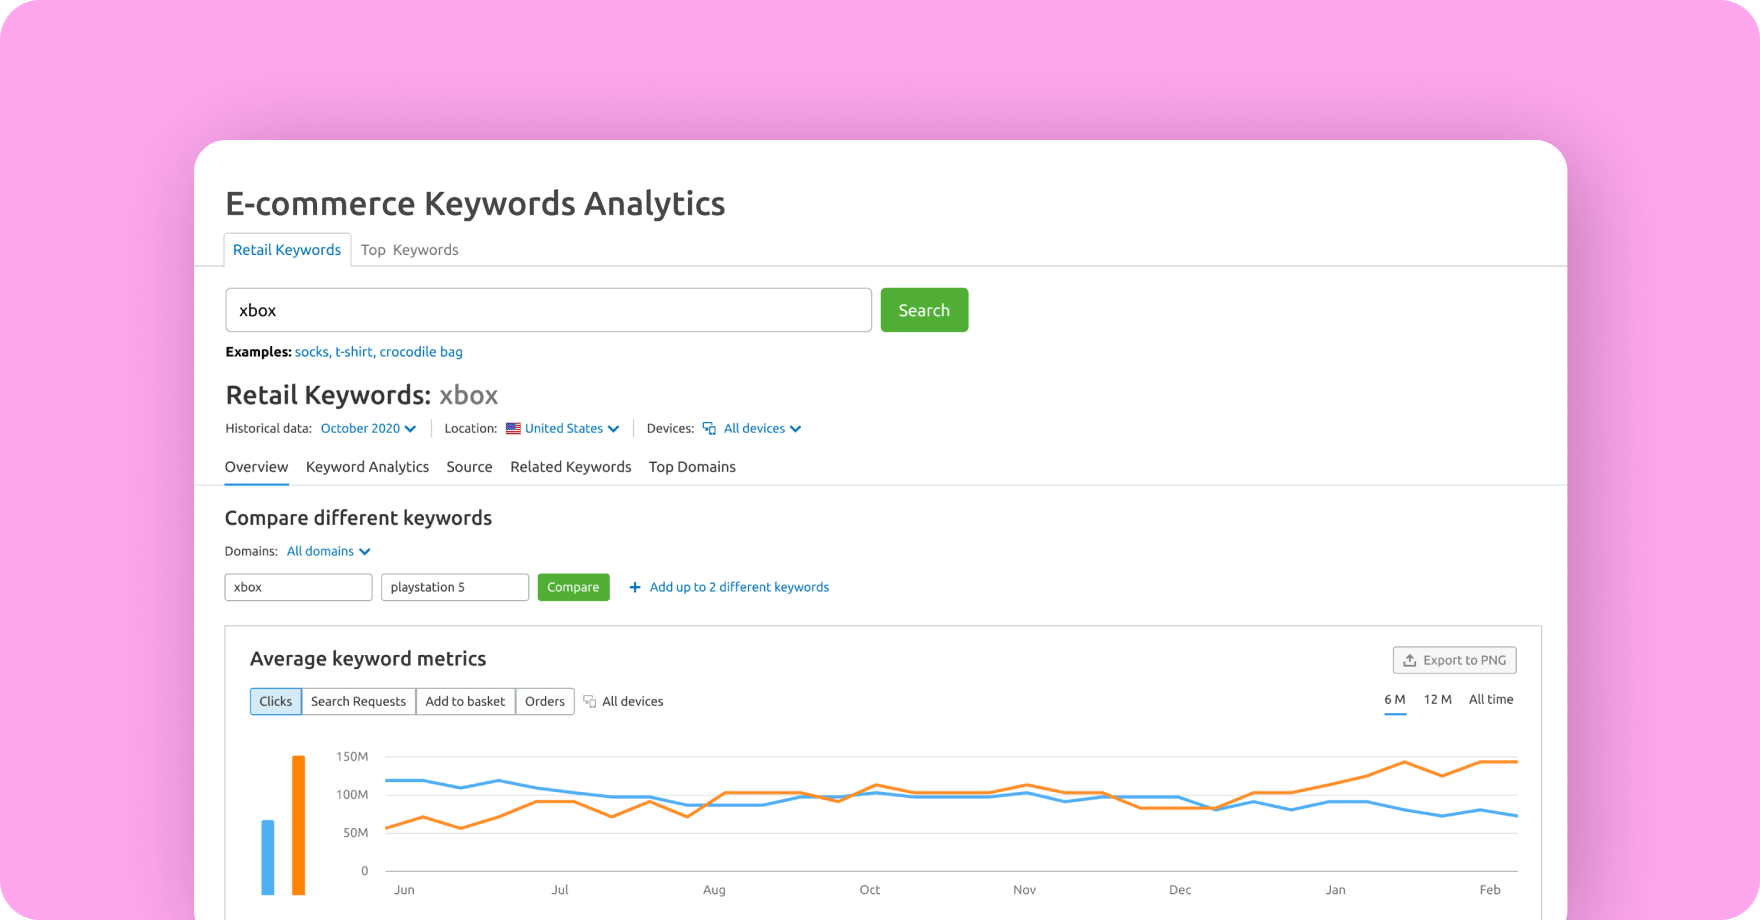 E-commerce Keywords Analytics
Retail Keywords Top Keywords
xbox Search
Examples: socks, t-shirt, crocodile bag
Retail Keywords: xbox
Historical data: October 2020 Location: United States Devices: All devices
Overview Keyword Analytics Source Related Keywords Top Domains
Compare different keywords
Domains: All domains
xbox playstation 5 Compare + Add up to 2 different keywords
Average keyword metrics Export to PNG
Clicks Search Requests Add to basket Orders All devices 6 M 12 M All time
150M
100M
50M
0
Jun Jul Aug Oct Nov Dec Jan Feb